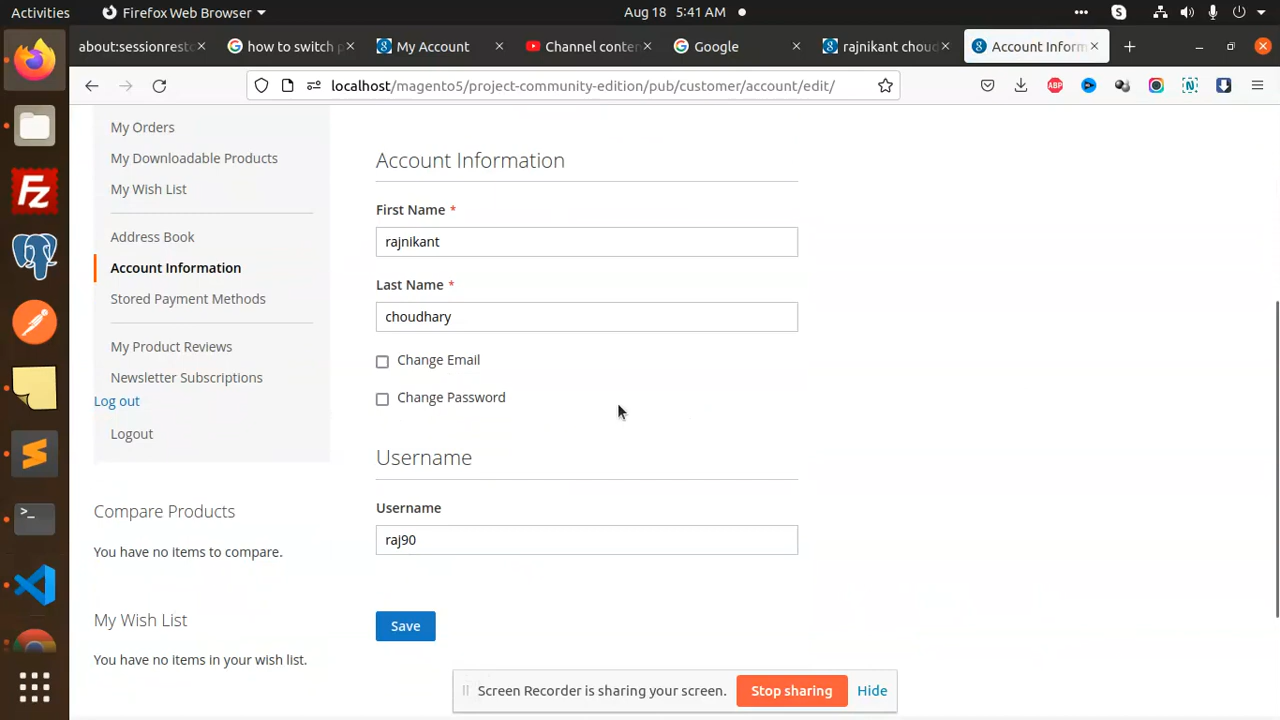 Activities
Firefox Web Browser
Aug 18 5:41 AM
about:sessionresto
how to switch p
My Account
Channel conten
Google
rajnikant choud
Account Inform
localhost/magento5/project-community-edition/pub/customer/account/edit/
ABP
N
Fz
>_
My Orders
My Downloadable Products
My Wish List
Address Book
Account Information
Stored Payment Methods
My Product Reviews
Newsletter Subscriptions
Log out
Logout
Compare Products
You have no items to compare.
My Wish List
You have no items in your wish list.
Account Information
First Name *
rajnikant
Last Name *
choudhary
Change Email
Change Password
Username
Username
raj90
Save
Screen Recorder is sharing your screen.
Stop sharing
Hide